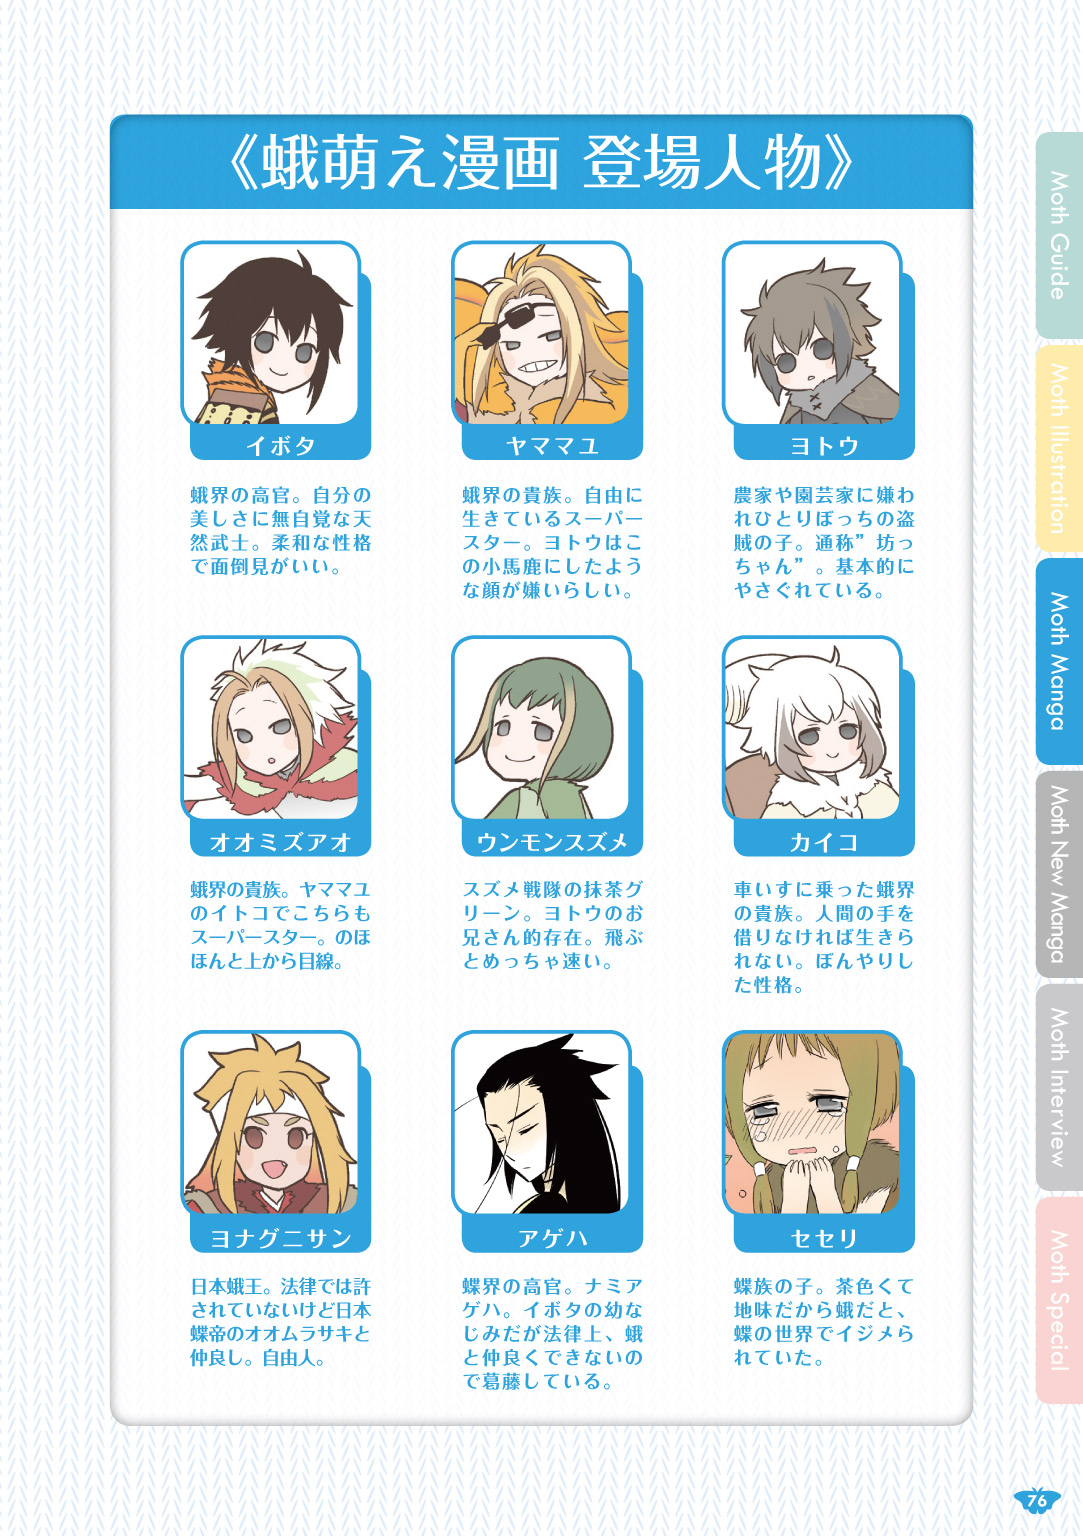 《蛾萌え漫画 登場人物》
イボタ
蛾界の高官。自分の
美しさに無自覚な天
然武士。柔和な性格
で面倒見がいい。
ヤママユ
蛾界の貴族。自由に
生きているスーパー
スター。ヨトウはこ
の小馬鹿にしたよう
な顔が嫌いらしい。
ヨトウ
農家や園芸家に嫌わ
れひとりぼっちの盗
賊の子。通称”坊っ
ちゃん”。基本的に
やさぐれている。
オオミズアオ
蛾界の貴族。ヤママユ
のイトコでこちらも
スーパースター。のほ
ほんと上から目線。
ウンモンスズメ
スズメ戦隊の抹茶グ
リーン。ヨトウのお
兄さん的存在。飛ぶ
とめっちゃ速い。
カイコ
車いすに乗った蛾界
の貴族。人間の手を
借りなければ生きら
れない。ぼんやりし
た性格。
ヨナグニサン
日本蛾王。法律では許
されていないけど日本
蝶帝のオオムラサキと
仲良し。自由人。
アゲハ
蝶界の高官。ナミア
ゲハ。イボタの幼な
じみだが法律上、蛾
と仲良くできないの
で葛藤している。
セセリ
蝶族の子。茶色くて
地味だから蛾だと、
蝶の世界でイジメら
れていた。
Moth Guide
Moth Illustration
Moth Manga
Moth New Manga
Moth Interview
Moth Special
76